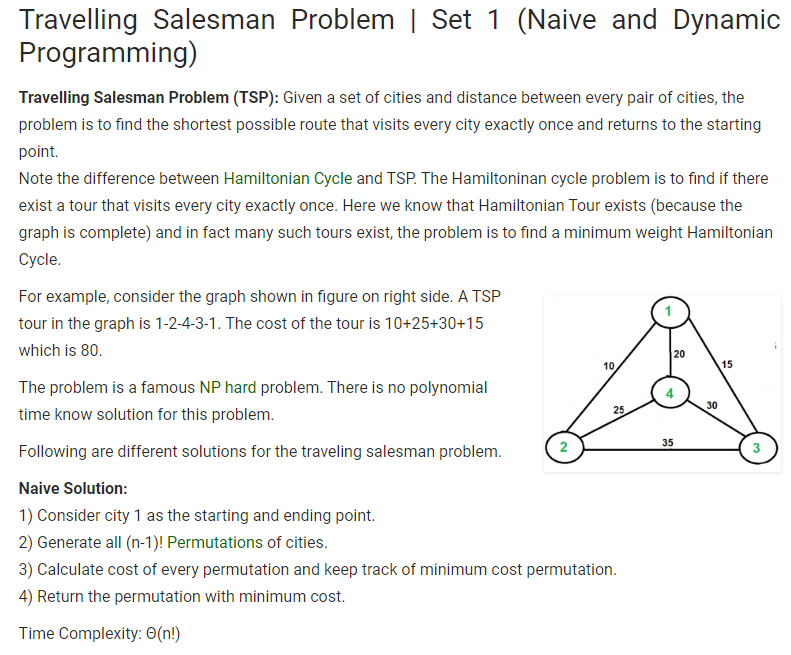 Travelling Salesman Problem | Set 1 (Naive and Dynamic
Programming)
Travelling Salesman Problem (TSP): Given a set of cities and distance between every pair of cities, the
problem is to find the shortest possible route that visits every city exactly once and returns to the starting
point.
Note the difference between Hamiltonian Cycle and TSP. The Hamiltoninan cycle problem is to find if there
exist a tour that visits every city exactly once. Here we know that Hamiltonian Tour exists (because the
graph is complete) and in fact many such tours exist, the problem is to find a minimum weight Hamiltonian
Cycle.
For example, consider the graph shown in figure on right side. A TSP
tour in the graph is 1-2-4-3-1. The cost of the tour is 10+25+30+15
which is 80.
The problem is a famous NP hard problem. There is no polynomial
time know solution for this problem.
Following are different solutions for the traveling salesman problem.
1
20
10
15
4
25
30
35
2
3
Naive Solution:
1) Consider city 1 as the starting and ending point.
2) Generate all (n-1)! Permutations of cities.
3) Calculate cost of every permutation and keep track of minimum cost permutation.
4) Return the permutation with minimum cost.
Time Complexity: Θ(n!)